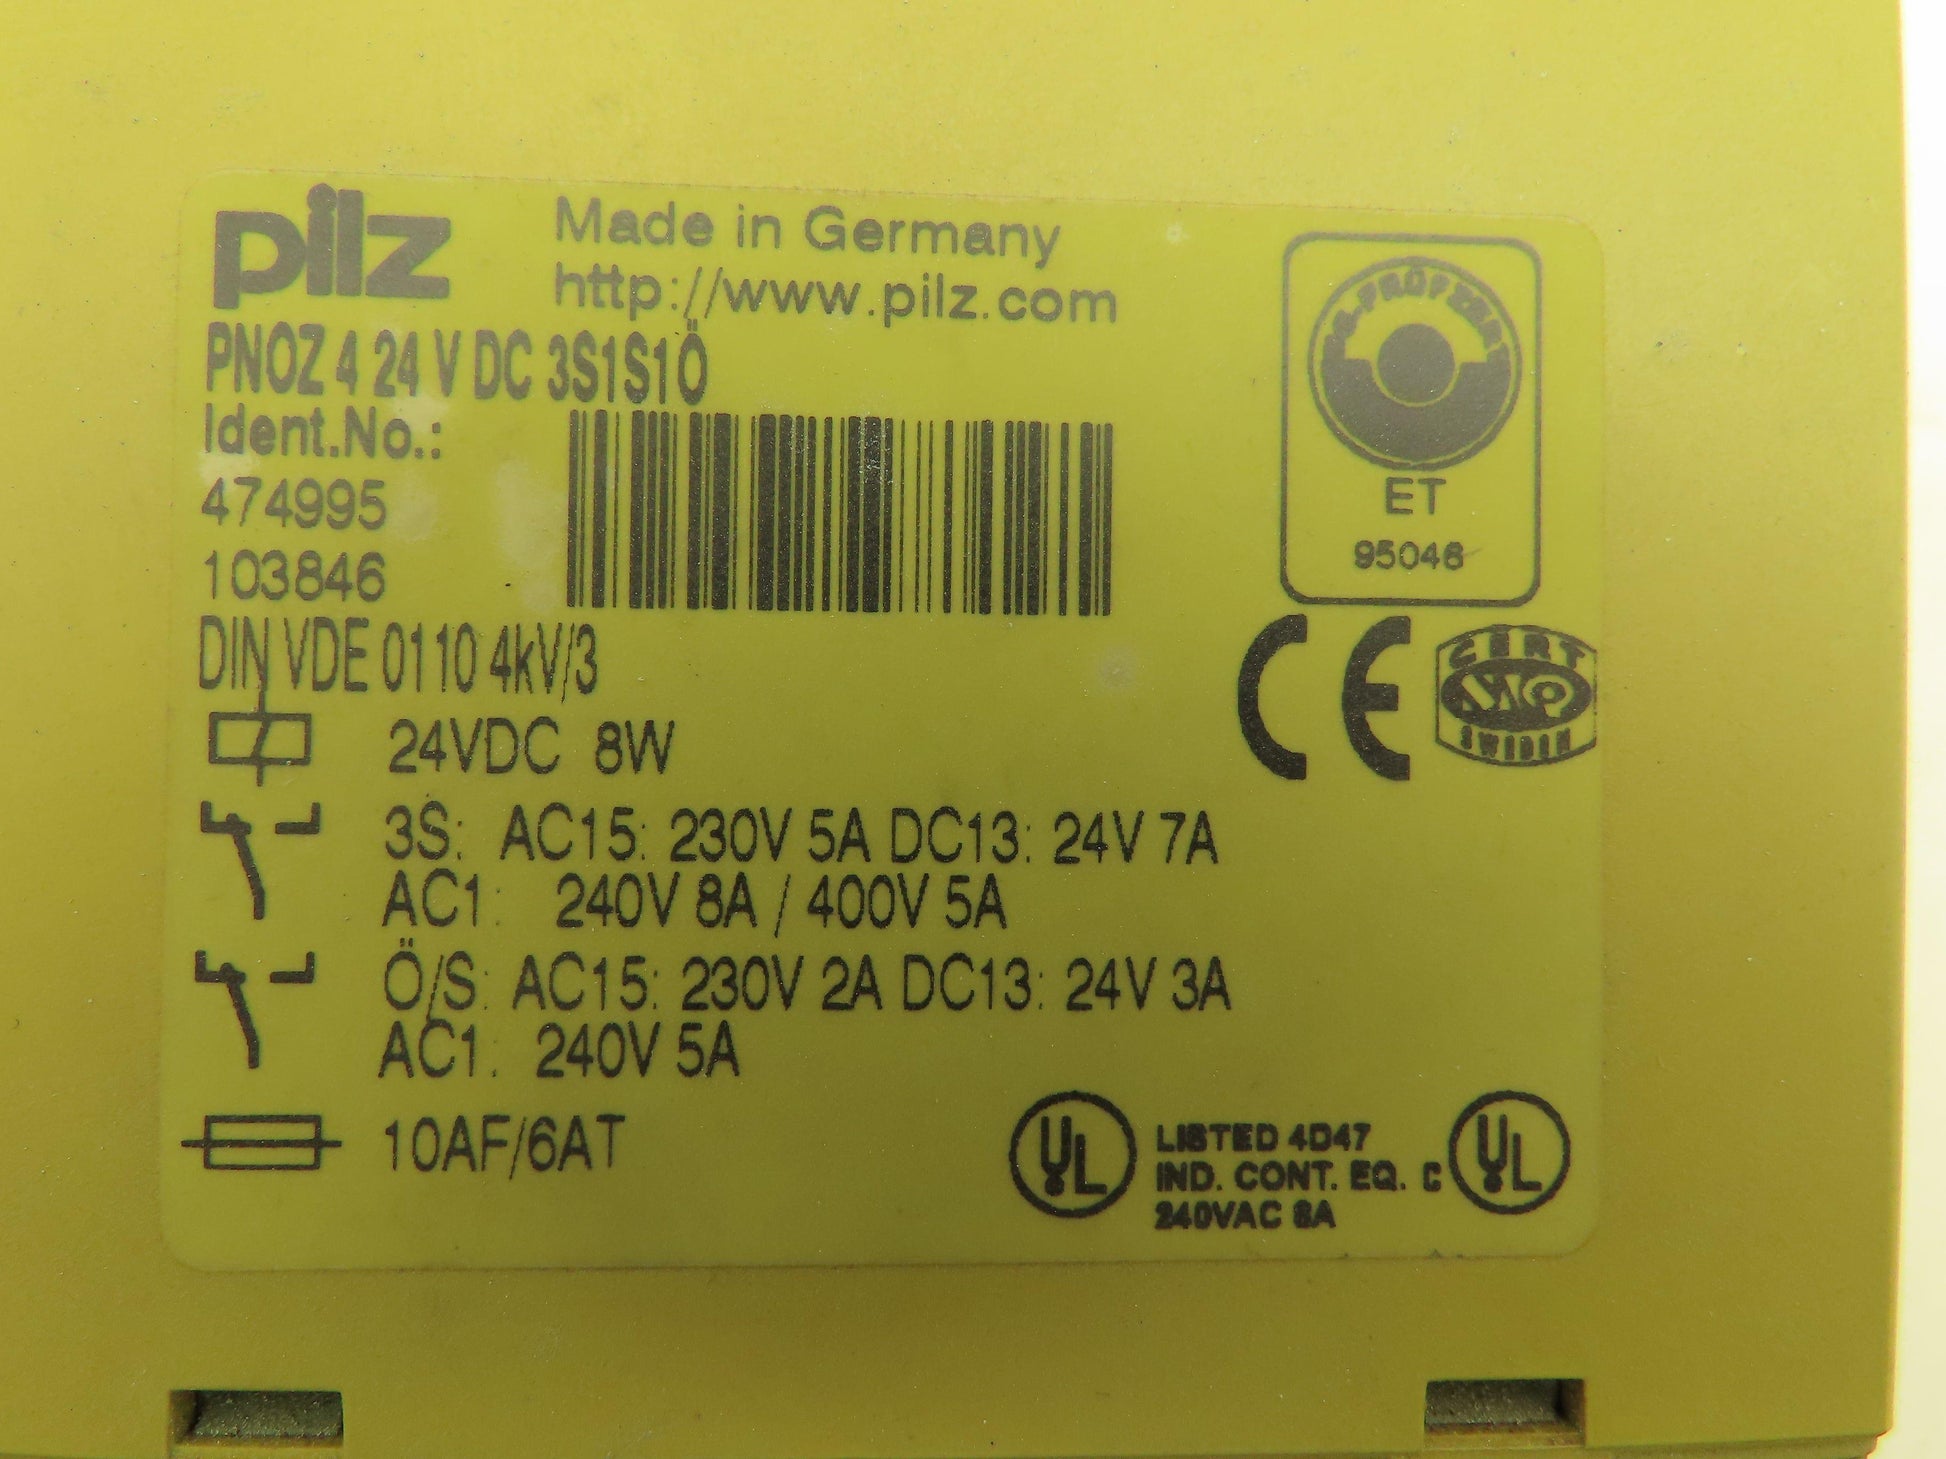 pilz
Made in Germany
http://www.pilz.com
PNOZ 4 24 V DC 3S1S1Ö
Ident.No.:
474995
103846
DIN VDE 0110 4kV/3
24VDC 8W
3S: AC15: 230V 5A DC13: 24V 7A
AC1: 240V 8A / 400V 5A
Ö/S: AC15: 230V 2A DC13: 24V 3A
AC1: 240V 5A
10AF/6AT
BG-PRÜFZERT
ET
95046
CE
CERT
SWEDEN
UL
LISTED 4D47
IND. CONT. EQ.
240VAC 8A
C
UL